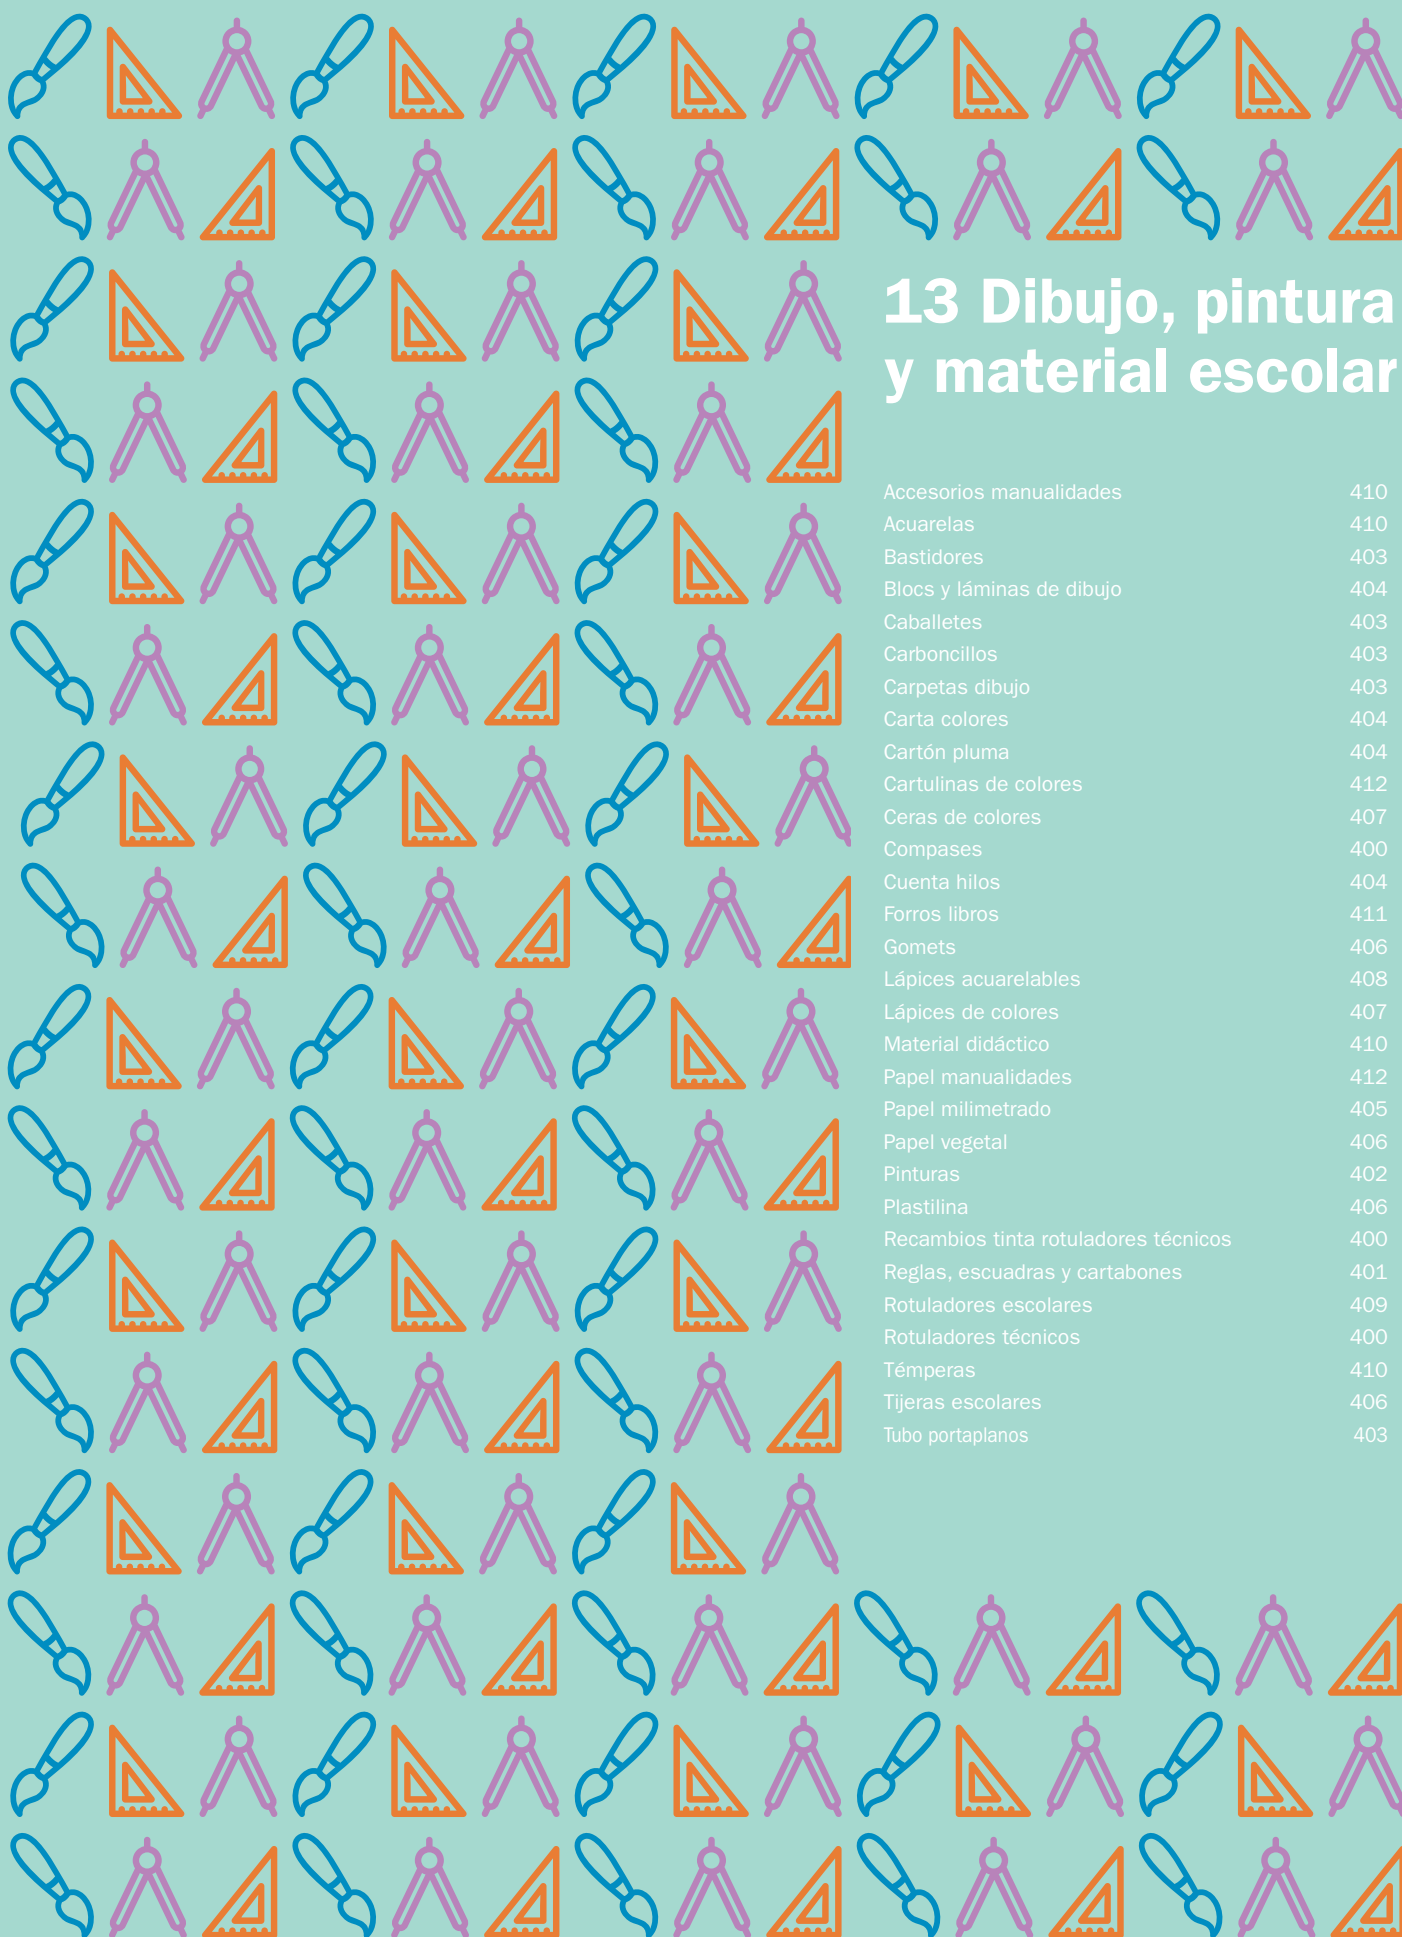 13 Dibujo, pintura
y material escolar
Accesorios manualidades 410
Acuarelas 410
Bastidores 403
Blocs y láminas de dibujo 404
Caballetes 403
Carboncillos 403
Carpetas dibujo 403
Carta colores 404
Cartón pluma 404
Cartulinas de colores 412
Ceras de colores 407
Compases 400
Cuenta hilos 404
Forros libros 411
Gomets 406
Lápices acuarelables 408
Lápices de colores 407
Material didáctico 410
Papel manualidades 412
Papel milimetrado 405
Papel vegetal 406
Pinturas 402
Plastilina 406
Recambios tinta rotuladores técnicos 400
Reglas, escuadras y cartabones 401
Rotuladores escolares 409
Rotuladores técnicos 400
Témperas 410
Tijeras escolares 406
Tubo portaplanos 403